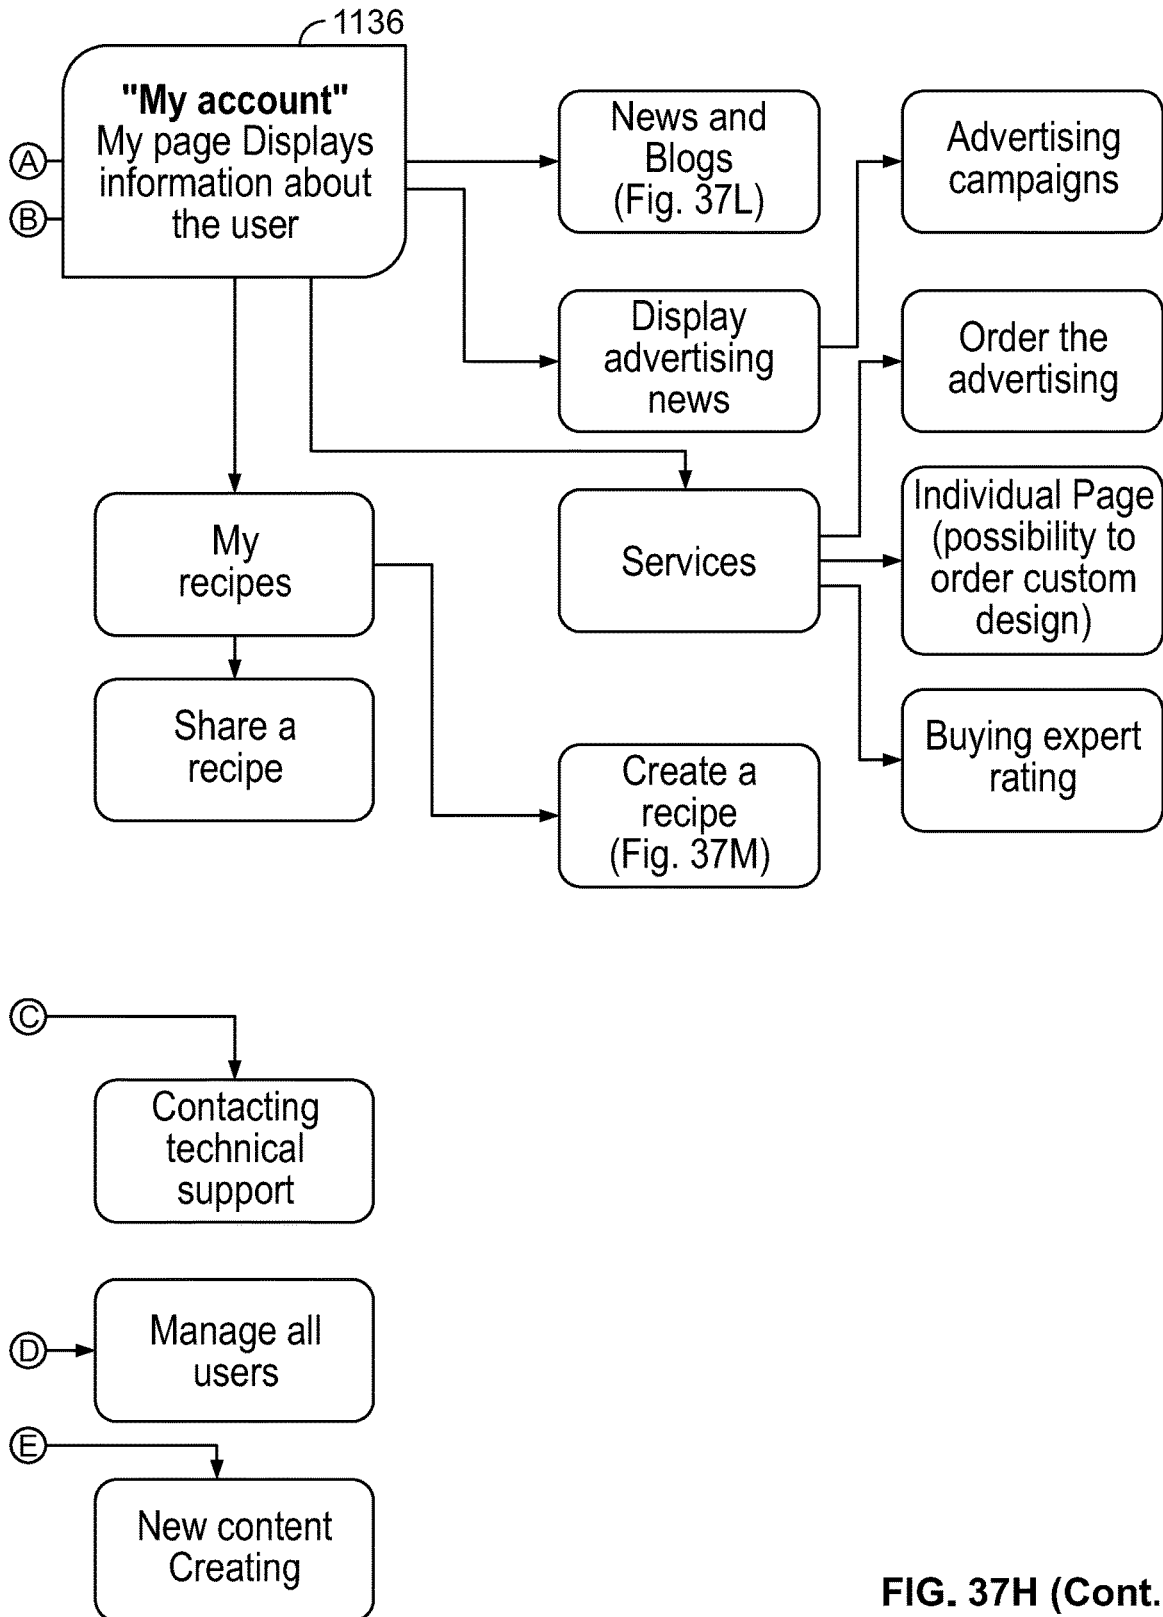 1136
"My account"
My page Displays
information about
the user
A
B
News and
Blogs
(Fig. 37L)
Advertising
campaigns
Display
advertising
news
Order the
advertising
My
recipes
Services
Individual Page
(possibility to
order custom
design)
Share a
recipe
Create a
recipe
(Fig. 37M)
Buying expert
rating
C
Contacting
technical
support
D
Manage all
users
E
New content
Creating
FIG. 37H (Cont.